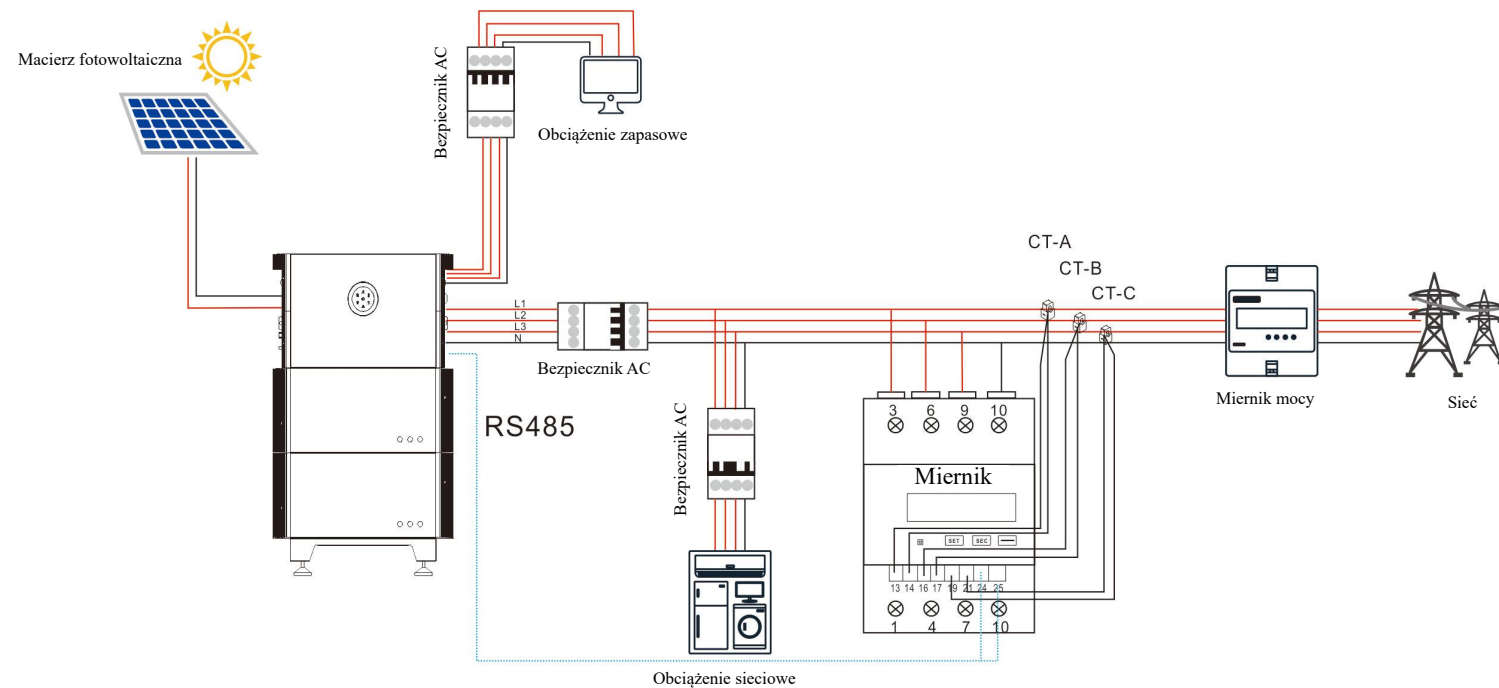 Macierz fotowoltaiczna
Bezpiecznik AC
Obciążenie zapasowe
CT-A
CT-B
CT-C
L1
L2
L3
N
Bezpiecznik AC
RS485
Bezpiecznik AC
3 6 9 10
Miernik
SET SEC
13 14 16 17 19 21 24 25
1 4 7 10
Miernik mocy
Sieć
Obciążenie sieciowe